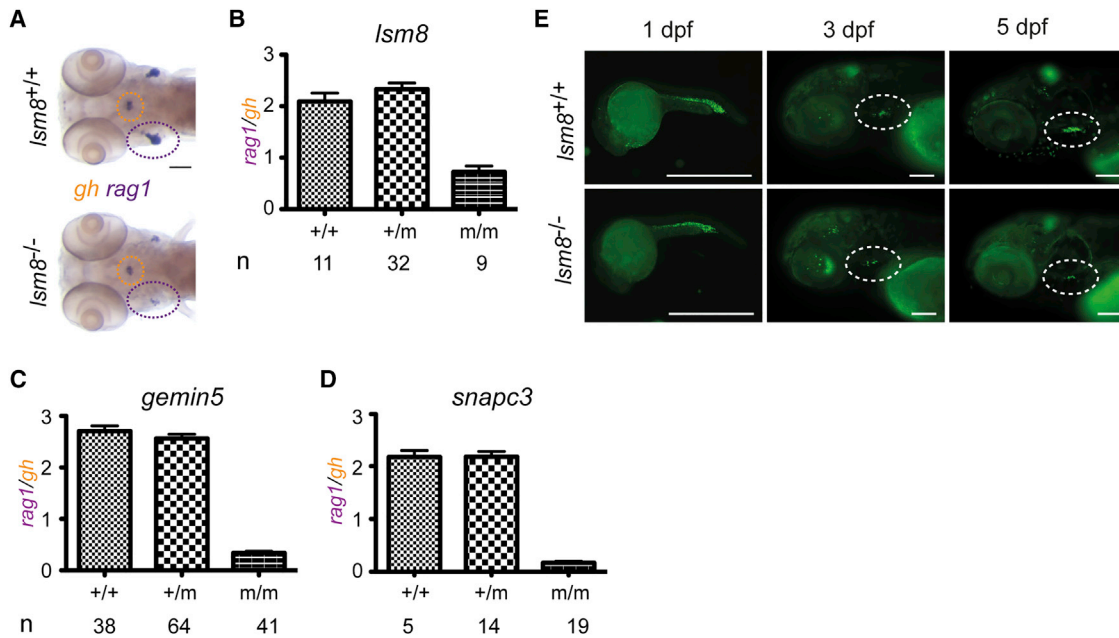 A
lsm8+/+
gh rag1
lsm8-/-
B
lsm8
rag1/gh
3
2
1
0
+/+ +/m m/m
n 11 32 9
E
1 dpf 3 dpf 5 dpf
lsm8+/+
lsm8-/-
C
gemin5
rag1/gh
3
2
1
0
+/+ +/m m/m
n 38 64 41
D
snapc3
rag1/gh
3
2
1
0
+/+ +/m m/m
5 14 19